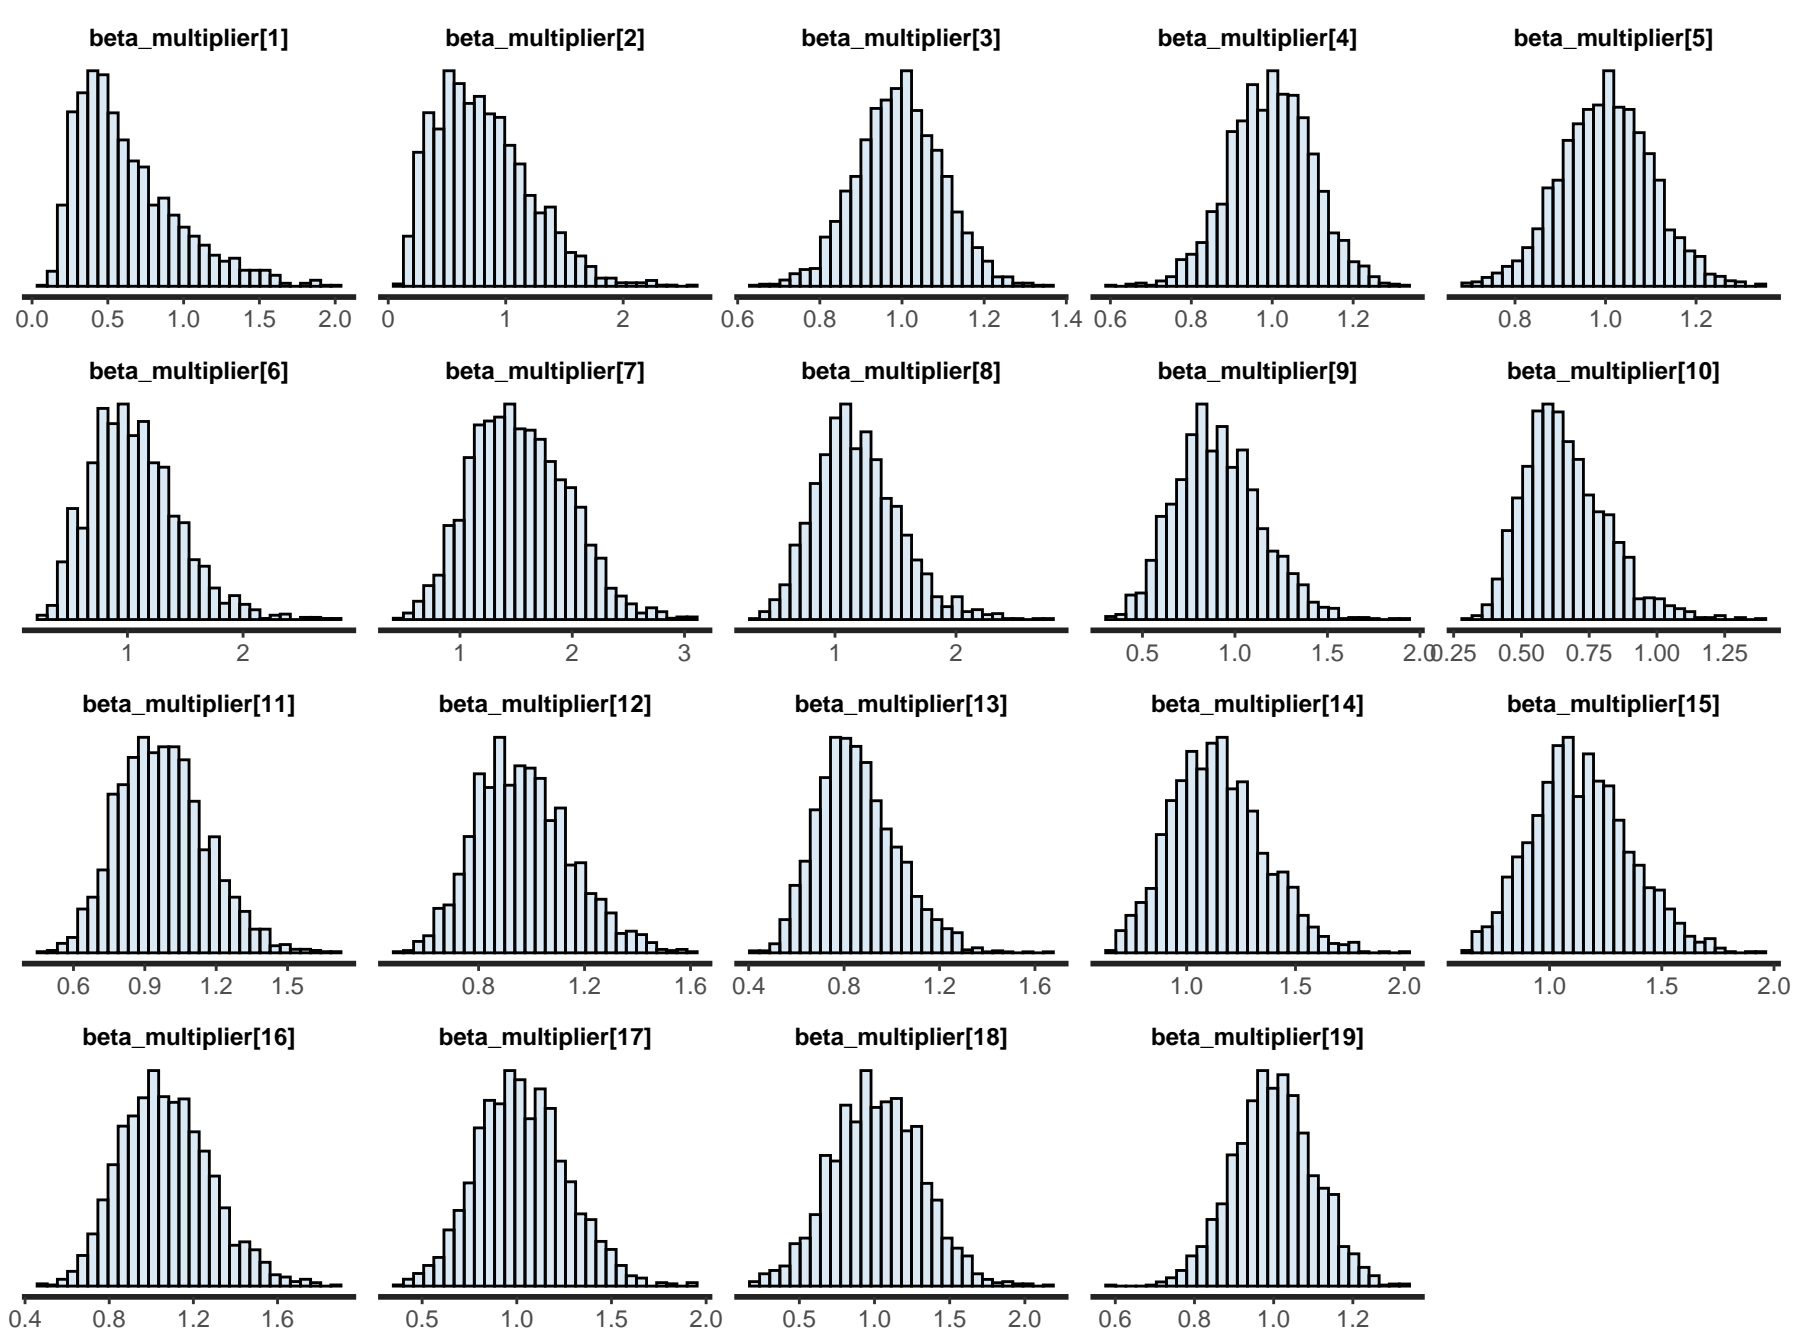 beta_multiplier[1] beta_multiplier[2] beta_multiplier[3] beta_multiplier[4] beta_multiplier[5]
0.0 0.5 1.0 1.5 2.0 0 1 2 0.6 0.8 1.0 1.2 1.4 0.6 0.8 1.0 1.2 0.8 1.0 1.2
beta_multiplier[6] beta_multiplier[7] beta_multiplier[8] beta_multiplier[9] beta_multiplier[10]
1 2 1 2 3 1 2 0.5 1.0 1.5 2.0 0.25 0.50 0.75 1.00 1.25
beta_multiplier[11] beta_multiplier[12] beta_multiplier[13] beta_multiplier[14] beta_multiplier[15]
0.6 0.9 1.2 1.5 0.8 1.2 1.6 0.4 0.8 1.2 1.6 1.0 1.5 2.0 1.0 1.5 2.0
beta_multiplier[16] beta_multiplier[17] beta_multiplier[18] beta_multiplier[19]
0.4 0.8 1.2 1.6 0.5 1.0 1.5 2.0 0.5 1.0 1.5 2.0 0.6 0.8 1.0 1.2